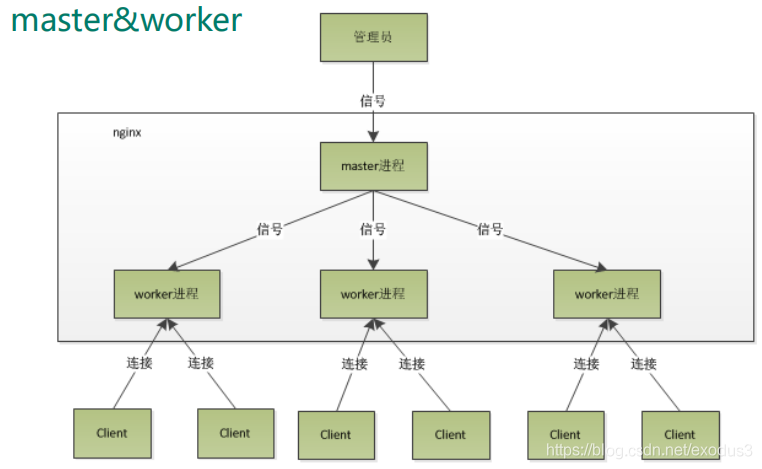 master&worker
管理员
信号
nginx
master进程
信号
信号
信号
worker进程
worker进程
worker进程
连接
连接
连接
连接
连接
连接
Client
Client
Client
Client
Client
Client
https://blog.csdn.net/exodus3